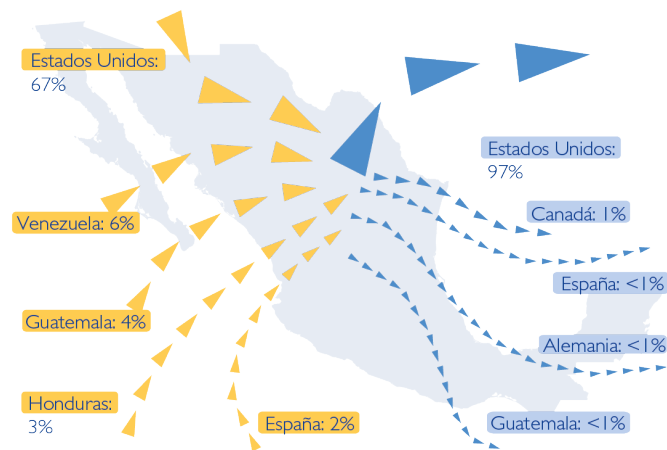 Estados Unidos:
67%
Venezuela: 6%
Guatemala: 4%
Honduras:
3%
España: 2%
Estados Unidos:
97%
Canadá: 1%
España: <1%
Alemania: <1%
Guatemala: <1%